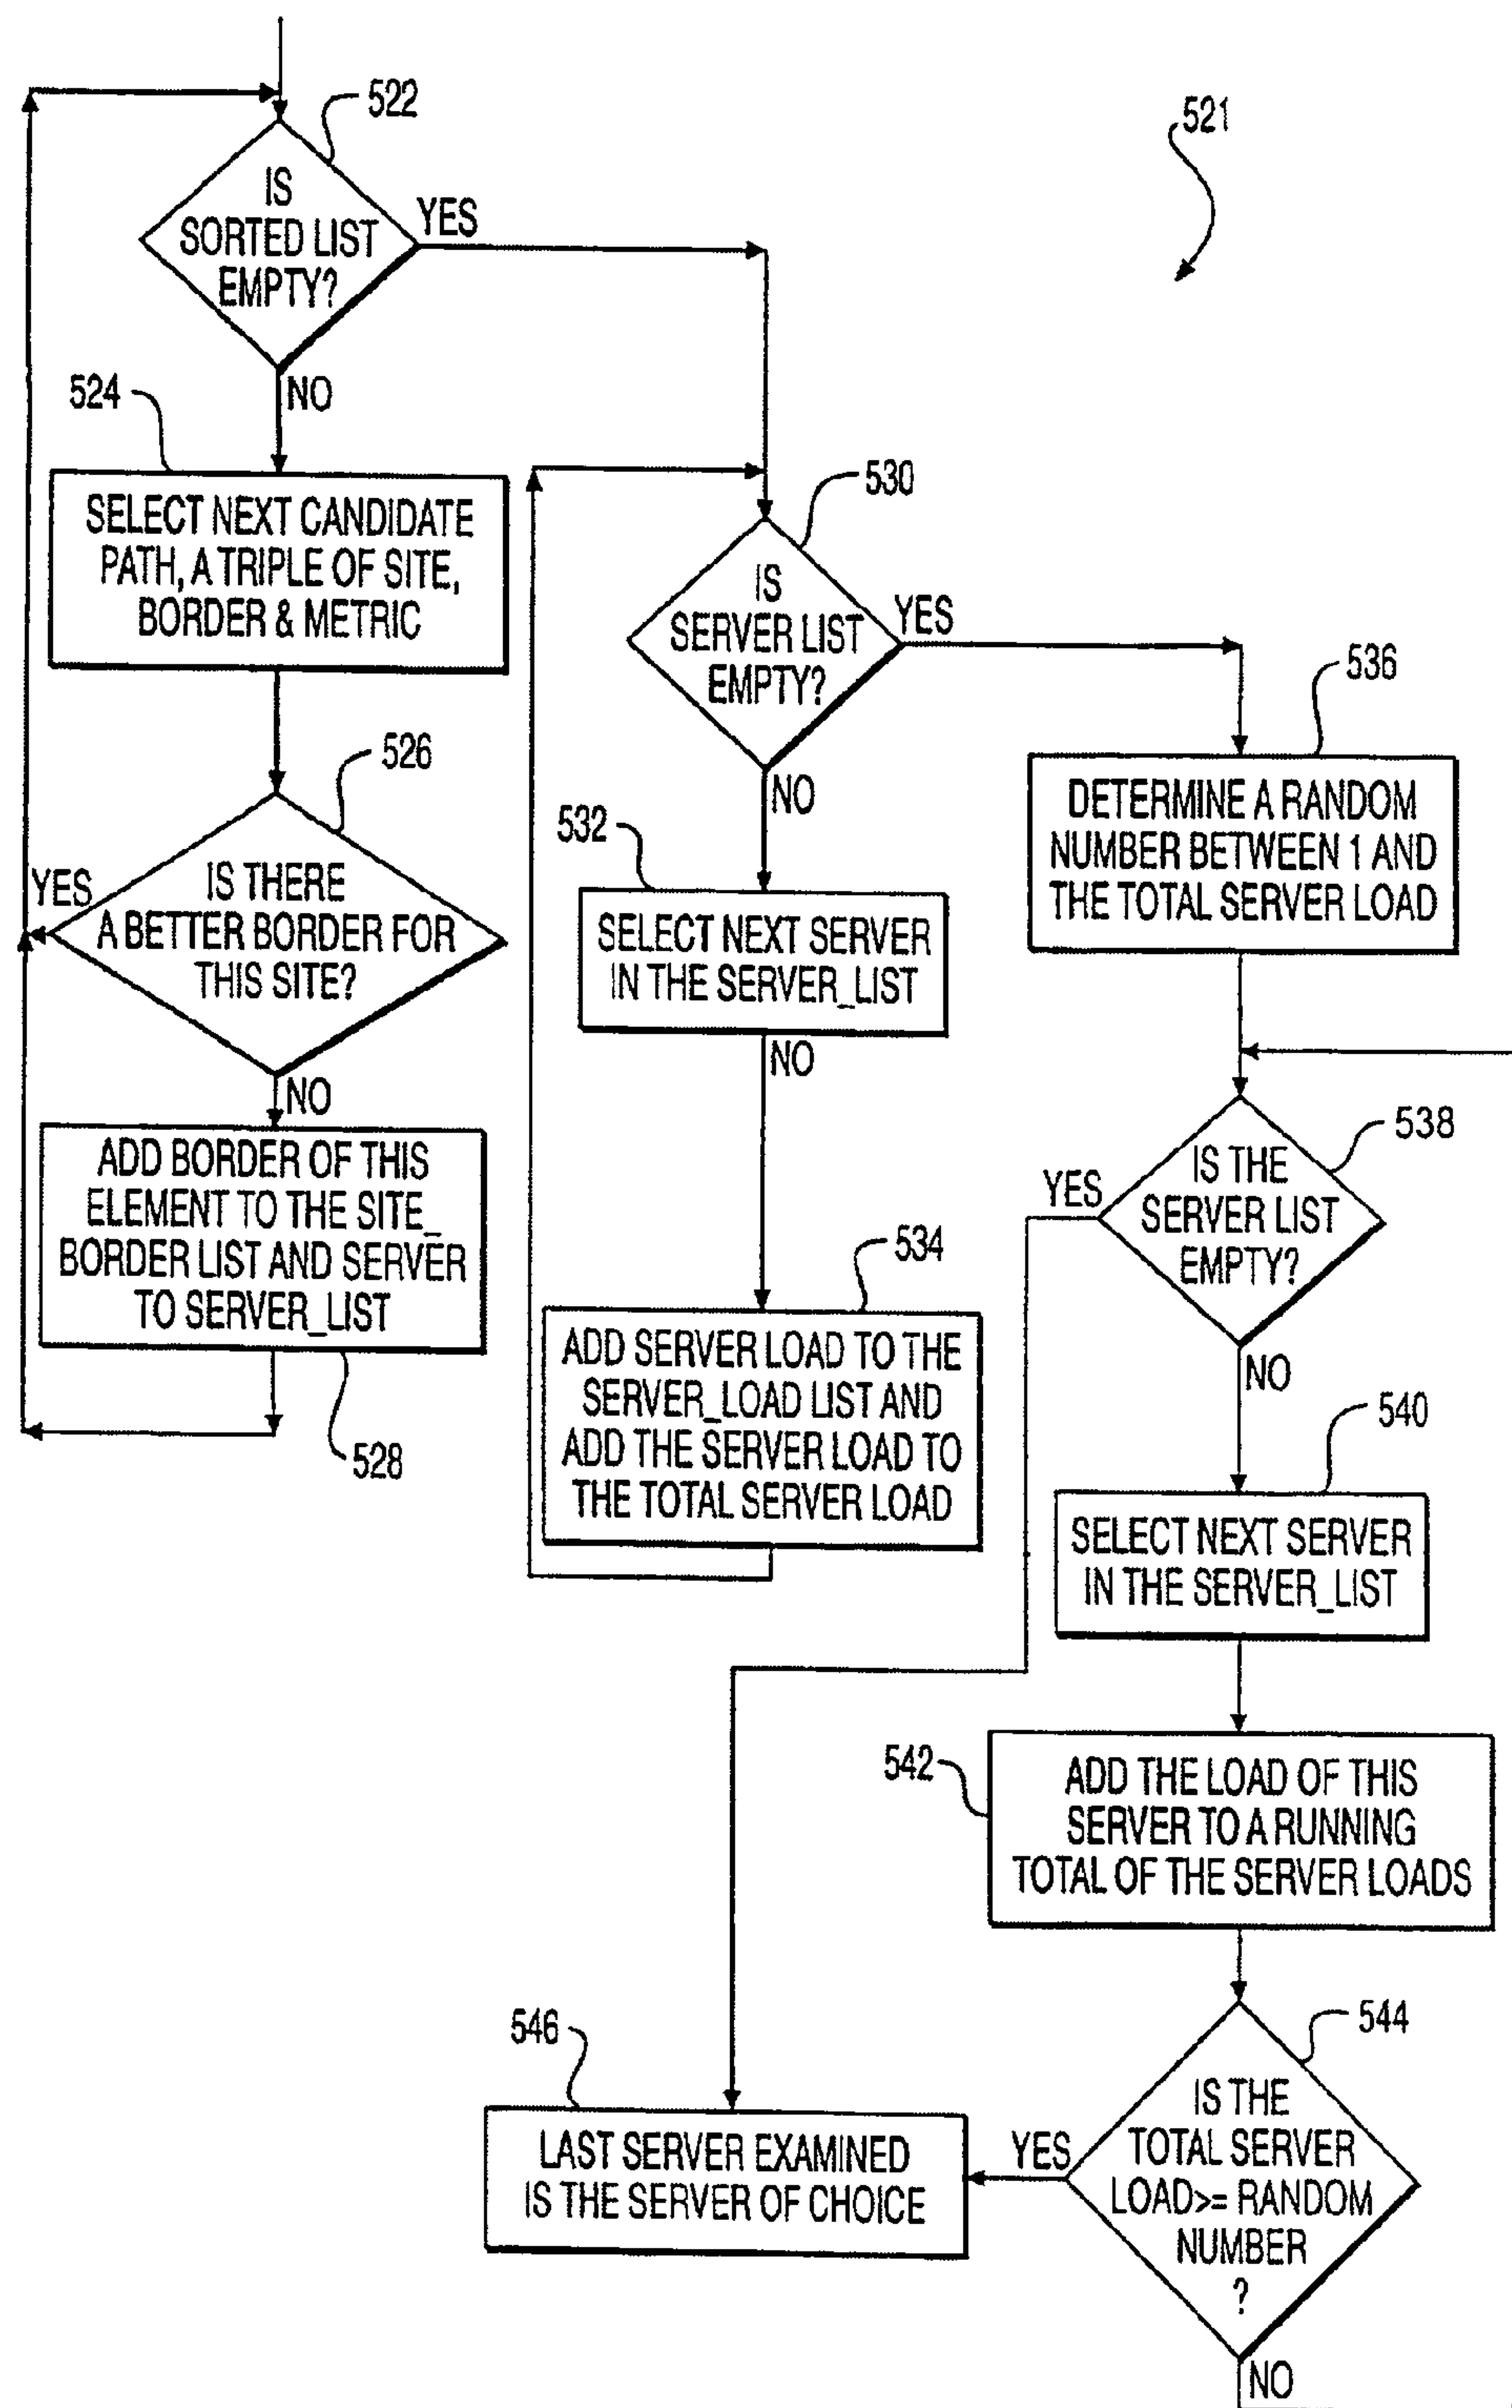 522
521
IS
SORTED LIST
EMPTY?
YES
NO
524
SELECT NEXT CANDIDATE
PATH, A TRIPLE OF SITE,
BORDER & METRIC
526
IS THERE
A BETTER BORDER FOR
THIS SITE?
YES
NO
ADD BORDER OF THIS
ELEMENT TO THE SITE_
BORDER LIST AND SERVER
TO SERVER_LIST
528
530
IS
SERVER LIST
EMPTY?
YES
NO
532
SELECT NEXT SERVER
IN THE SERVER_LIST
NO
534
ADD SERVER LOAD TO THE
SERVER_LOAD LIST AND
ADD THE SERVER LOAD TO
THE TOTAL SERVER LOAD
536
DETERMINE A RANDOM
NUMBER BETWEEN 1 AND
THE TOTAL SERVER LOAD
538
IS THE
SERVER LIST
EMPTY?
YES
NO
540
SELECT NEXT SERVER
IN THE SERVER_LIST
542
ADD THE LOAD OF THIS
SERVER TO A RUNNING
TOTAL OF THE SERVER LOADS
544
IS THE
TOTAL SERVER
LOAD>= RANDOM
NUMBER
?
YES
NO
546
LAST SERVER EXAMINED
IS THE SERVER OF CHOICE